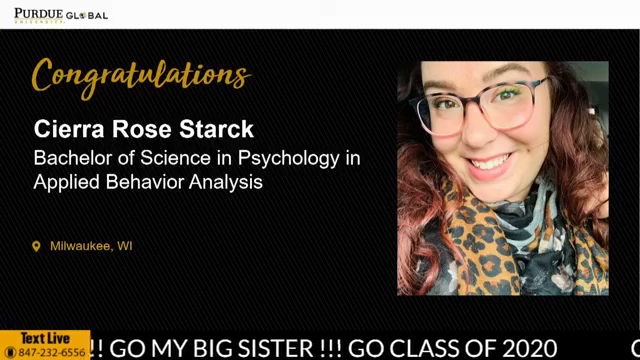 PURDUE GLOBAL
UNIVERSITY
Congratulations
Cierra Rose Starck
Bachelor of Science in Psychology in
Applied Behavior Analysis
Milwaukee, WI
Text Live
847-232-6556
!! GO MY BIG SISTER !!! GO CLASS OF 2020